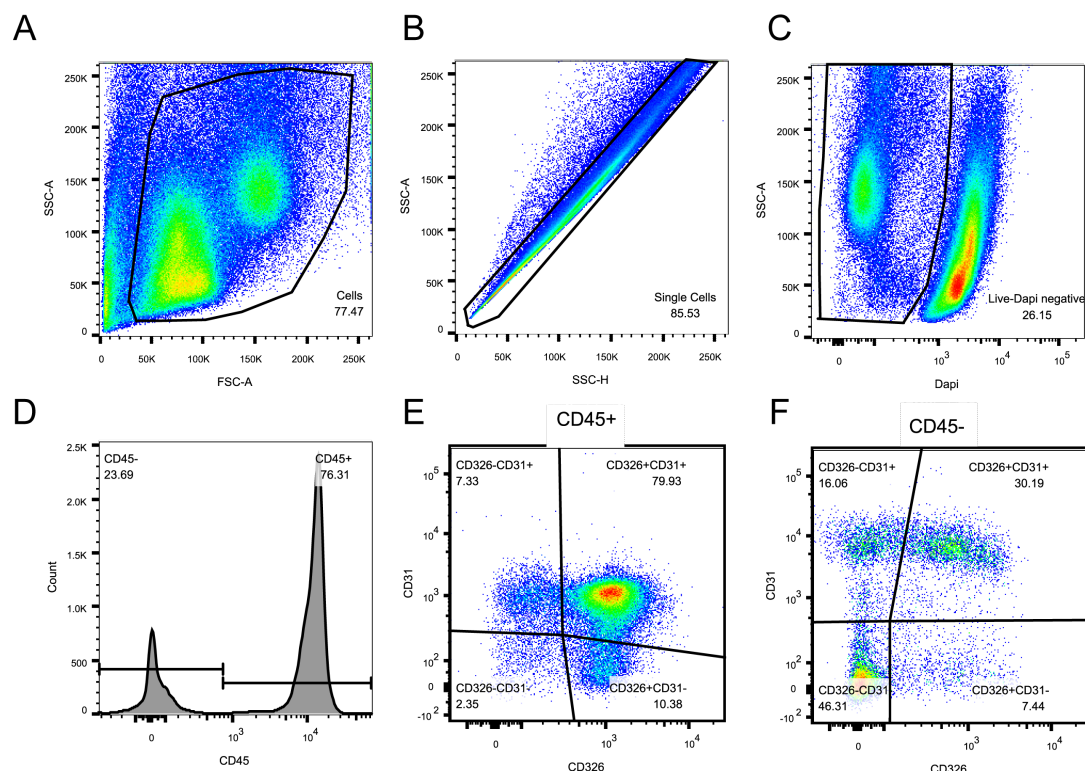 A
250K
200K
150K
100K
50K
0
SSC-A
Cells
77.47
0
50K
100K
150K
200K
250K
FSC-A
B
250K
200K
150K
100K
50K
0
SSC-A
Single Cells
85.53
0
50K
100K
150K
200K
250K
SSC-H
C
250K
200K
150K
100K
50K
0
SSC-A
Live-Dapi negative
26.15
0
10³
10⁴
10⁵
Dapi
D
2.5K
2.0K
1.5K
1.0K
500
0
Count
CD45-
23.69
CD45+
76.31
0
10³
10⁴
CD45
E
CD45+
10⁵
10⁴
10³
10²
0
-10²
CD31
CD326-CD31+
7.33
CD326+CD31+
79.93
CD326-CD31-
2.35
CD326+CD31-
10.38
0
10³
CD326
F
CD45-
10⁵
10⁴
10³
10²
0
-10²
CD31
CD326-CD31+
16.06
CD326+CD31+
30.19
CD326-CD31-
46.31
CD326+CD31-
7.44
0
10³
CD326